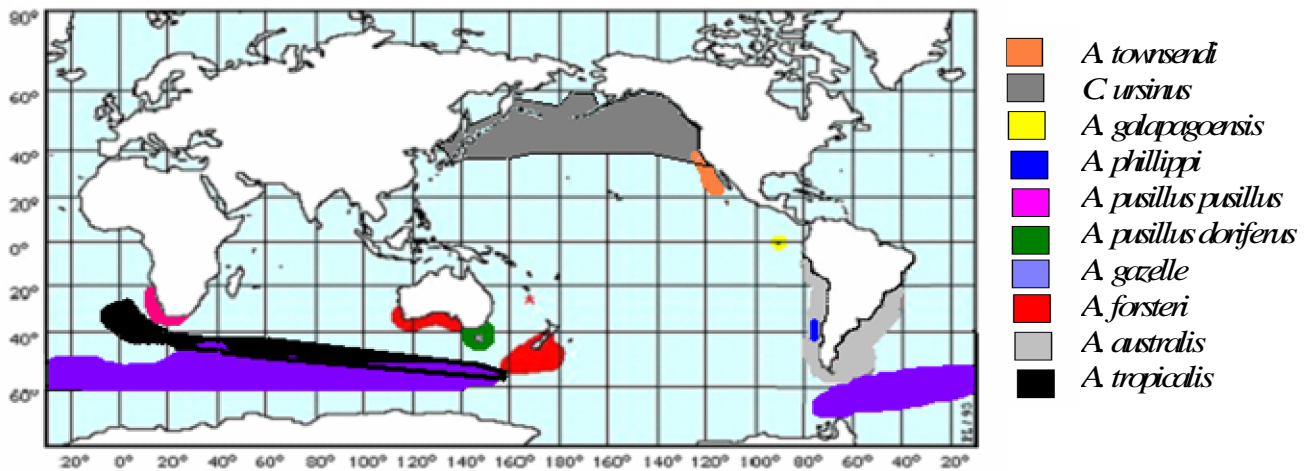 80°
60°
40°
20°
0°
20°
40°
60°
20° 0° 20° 40° 60° 80° 100° 120° 140° 160° 180° 160° 140° 120° 100° 80° 60° 40° 20°
A. townsendi
C. ursinus
A. galapagoensis
A. phillippi
A. pusillus pusillus
A. pusillus doriferus
A. gazelle
A. forsteri
A. australis
A. tropicalis